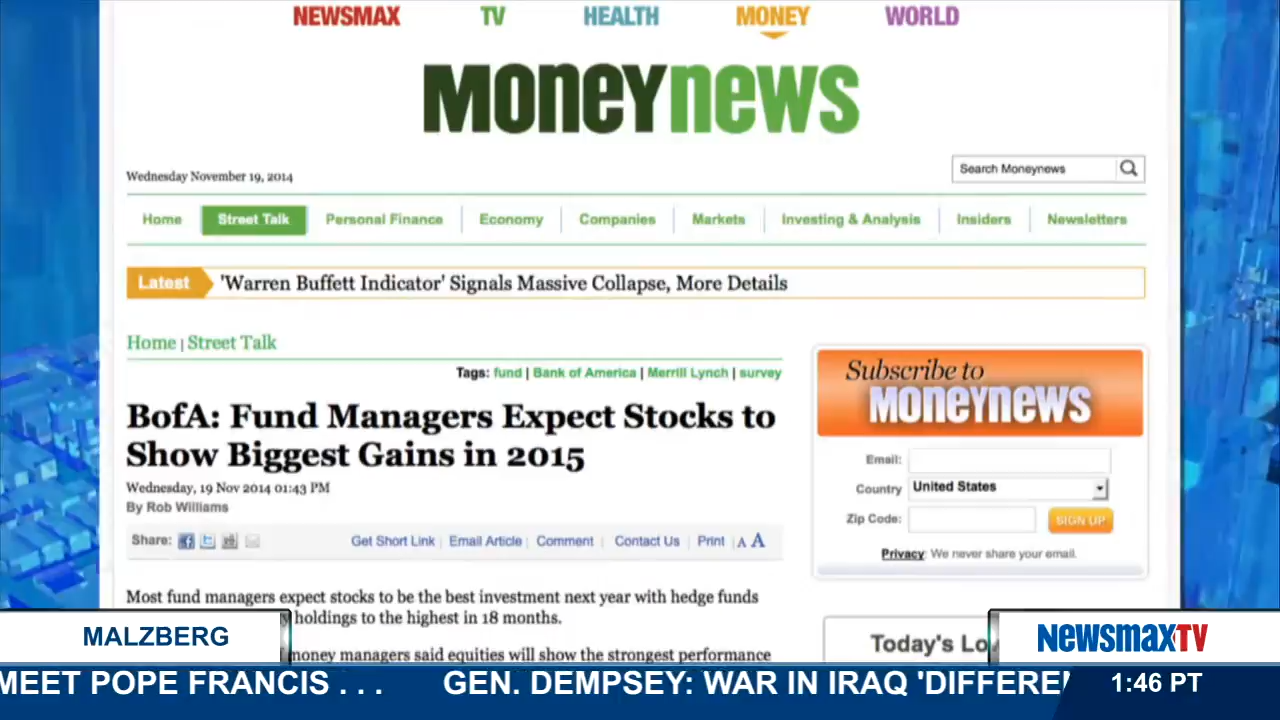 NEWSMAX TV HEALTH MONEY WORLD
MONEYNEWS
Wednesday November 19, 2014
Search Moneynews
Home Street Talk Personal Finance Economy Companies Markets Investing & Analysis Insiders Newsletters
Latest 'Warren Buffett Indicator' Signals Massive Collapse, More Details
Home | Street Talk
Tags: fund | Bank of America | Merrill Lynch | survey
BofA: Fund Managers Expect Stocks to
Show Biggest Gains in 2015
Wednesday, 19 Nov 2014 01:43 PM
By Rob Williams
Share:
Get Short Link | Email Article | Comment | Contact Us | Print | A A
Most fund managers expect stocks to be the best investment next year with hedge funds
holdings to the highest in 18 months.
money managers said equities will show the strongest performance
Subscribe to
MONEYNEWS
Email:
Country United States
Zip Code: SIGN UP
Privacy: We never share your email.
Today's
MALZBERG
NEWSMAXTV
MEET POPE FRANCIS . . . GEN. DEMPSEY: WAR IN IRAQ
1:46 PT